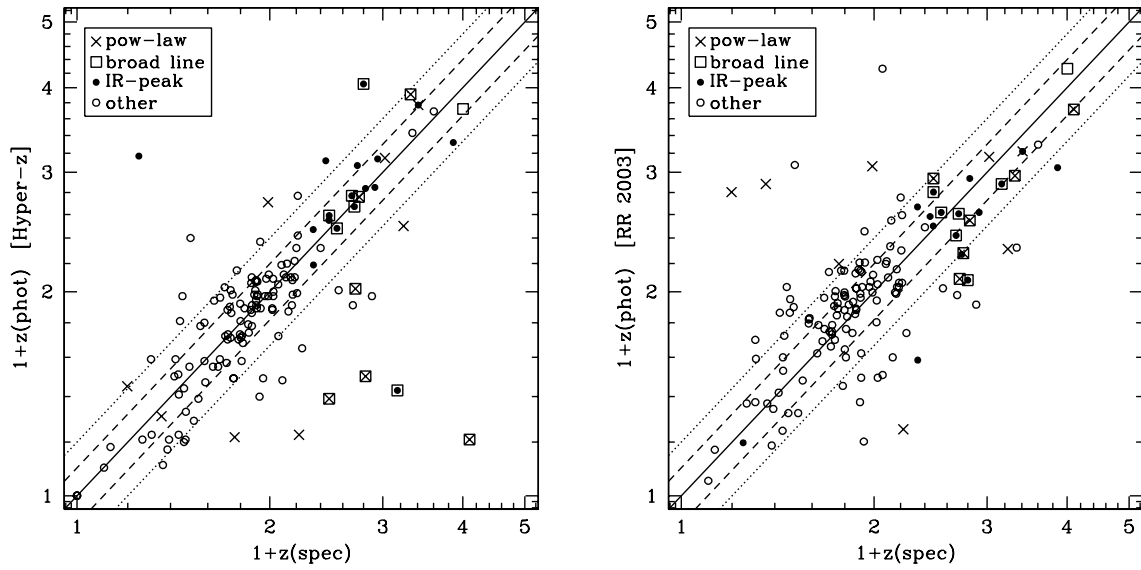 5
4
3
2
1
1+z(phot) [Hyper-z]
pow-law
broad line
IR-peak
other
1 2 3 4 5
1+z(spec)
5
4
3
2
1
1+z(phot) [RR 2003]
pow-law
broad line
IR-peak
other
1 2 3 4 5
1+z(spec)